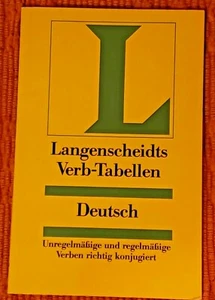 L
Langenscheidts
Verb-Tabellen
Deutsch
Unregelmäßige und regelmäßige
Verben richtig konjugiert